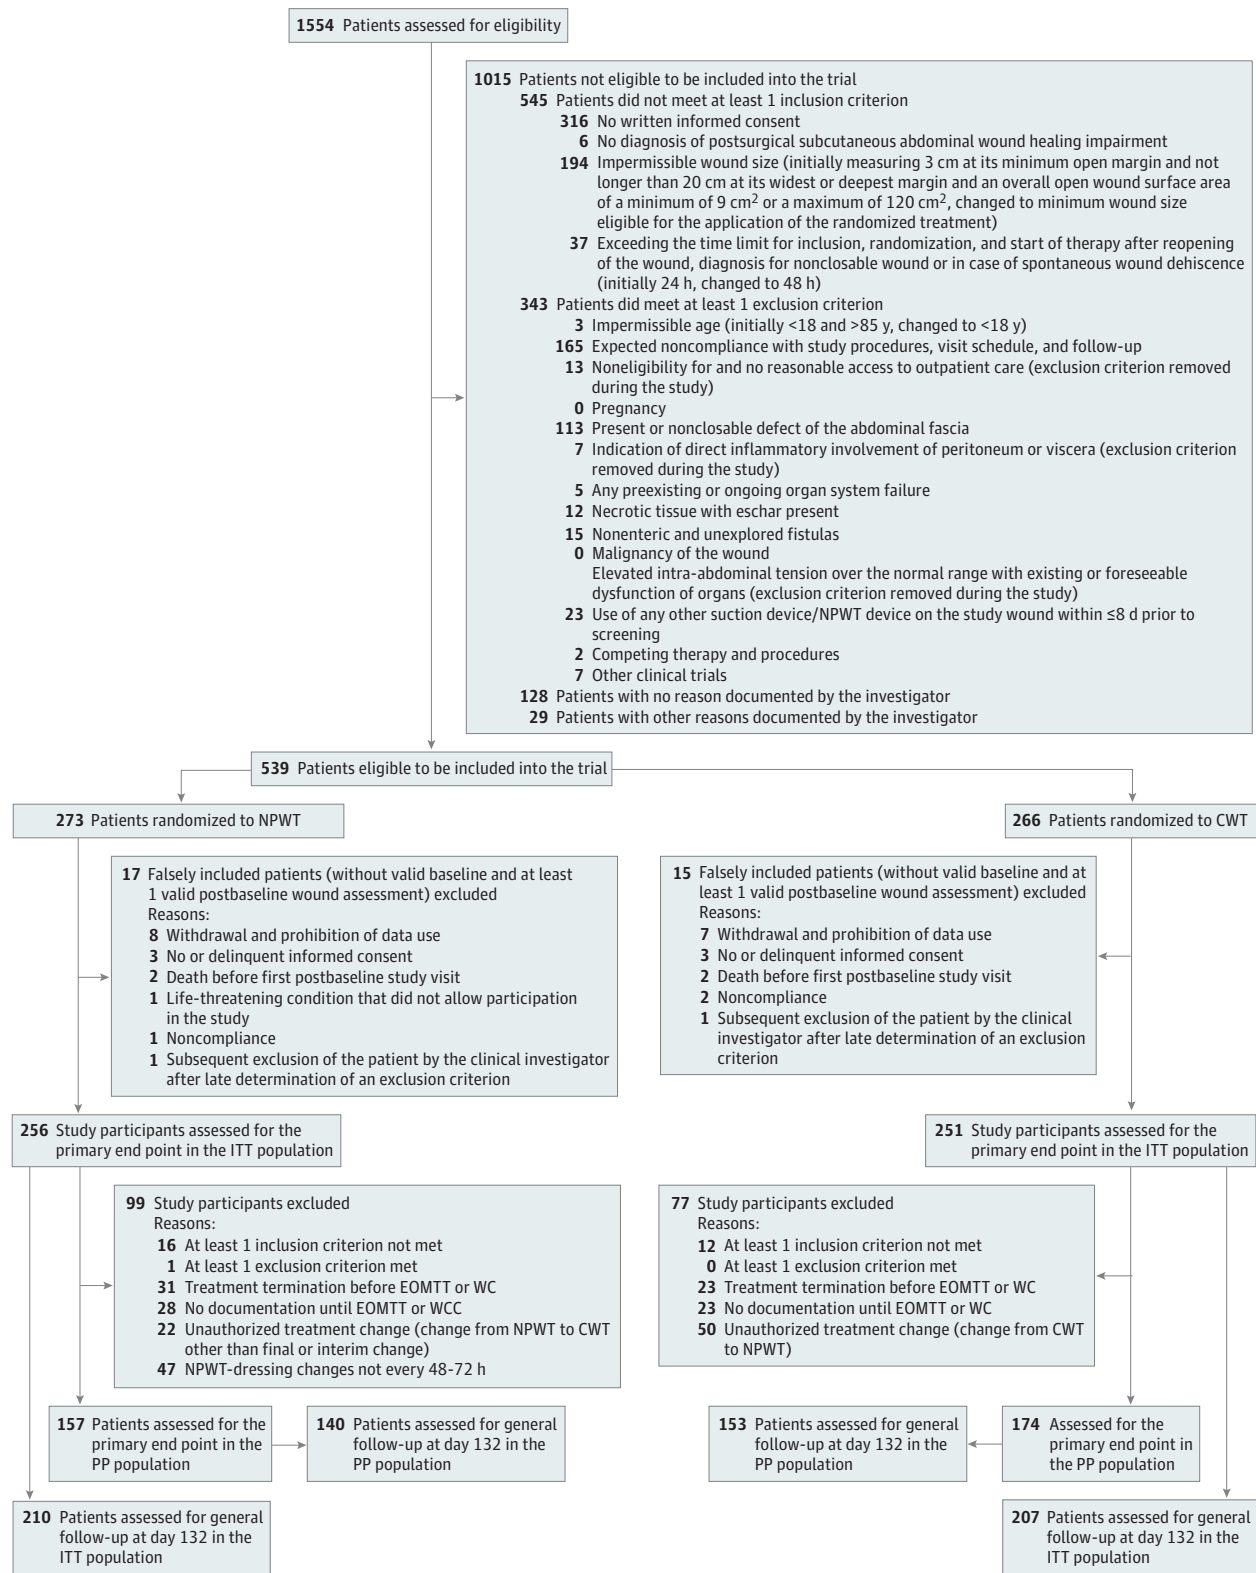 1554 Patients assessed for eligibility
1015 Patients not eligible to be included into the trial
545 Patients did not meet at least 1 inclusion criterion
316 No written informed consent
6 No diagnosis of postsurgical subcutaneous abdominal wound healing impairment
194 Impermissible wound size (initially measuring 3 cm at its minimum open margin and not
longer than 20 cm at its widest or deepest margin and an overall open wound surface area
of a minimum of 9 cm² or a maximum of 120 cm², changed to minimum wound size
eligible for the application of the randomized treatment)
37 Exceeding the time limit for inclusion, randomization, and start of therapy after reopening
of the wound, diagnosis for nonclosable wound or in case of spontaneous wound dehiscence
(initially 24 h, changed to 48 h)
343 Patients did meet at least 1 exclusion criterion
3 Impermissible age (initially <18 and >85 y, changed to <18 y)
165 Expected noncompliance with study procedures, visit schedule, and follow-up
13 Noneligibility for and no reasonable access to outpatient care (exclusion criterion removed
during the study)
0 Pregnancy
113 Present or nonclosable defect of the abdominal fascia
7 Indication of direct inflammatory involvement of peritoneum or viscera (exclusion criterion
removed during the study)
5 Any preexisting or ongoing organ system failure
12 Necrotic tissue with eschar present
15 Nonenteric and unexplored fistulas
0 Malignancy of the wound
Elevated intra-abdominal tension over the normal range with existing or foreseeable
dysfunction of organs (exclusion criterion removed during the study)
23 Use of any other suction device/NPWT device on the study wound within ≤8 d prior to
screening
2 Competing therapy and procedures
7 Other clinical trials
128 Patients with no reason documented by the investigator
29 Patients with other reasons documented by the investigator
539 Patients eligible to be included into the trial
273 Patients randomized to NPWT
266 Patients randomized to CWT
17 Falsely included patients (without valid baseline and at least
1 valid postbaseline wound assessment) excluded
Reasons:
8 Withdrawal and prohibition of data use
3 No or delinquent informed consent
2 Death before first postbaseline study visit
1 Life-threatening condition that did not allow participation
in the study
1 Noncompliance
1 Subsequent exclusion of the patient by the clinical investigator
after late determination of an exclusion criterion
15 Falsely included patients (without valid baseline and at
least 1 valid postbaseline wound assessment) excluded
Reasons:
7 Withdrawal and prohibition of data use
3 No or delinquent informed consent
2 Death before first postbaseline study visit
2 Noncompliance
1 Subsequent exclusion of the patient by the clinical
investigator after late determination of an exclusion
criterion
256 Study participants assessed for the
primary end point in the ITT population
251 Study participants assessed for the
primary end point in the ITT population
99 Study participants excluded
Reasons:
16 At least 1 inclusion criterion not met
1 At least 1 exclusion criterion met
31 Treatment termination before EOMTT or WC
28 No documentation until EOMTT or WCC
22 Unauthorized treatment change (change from NPWT to CWT
other than final or interim change)
47 NPWT-dressing changes not every 48-72 h
77 Study participants excluded
Reasons:
12 At least 1 inclusion criterion not met
0 At least 1 exclusion criterion met
23 Treatment termination before EOMTT or WC
23 No documentation until EOMTT or WC
50 Unauthorized treatment change (change from CWT
to NPWT)
157 Patients assessed for the
primary end point in the
PP population
140 Patients assessed for general
follow-up at day 132 in the
PP population
153 Patients assessed for general
follow-up at day 132 in the
PP population
174 Assessed for the
primary end point in
the PP population
210 Patients assessed for general
follow-up at day 132 in the
ITT population
207 Patients assessed for general
follow-up at day 132 in the
ITT population